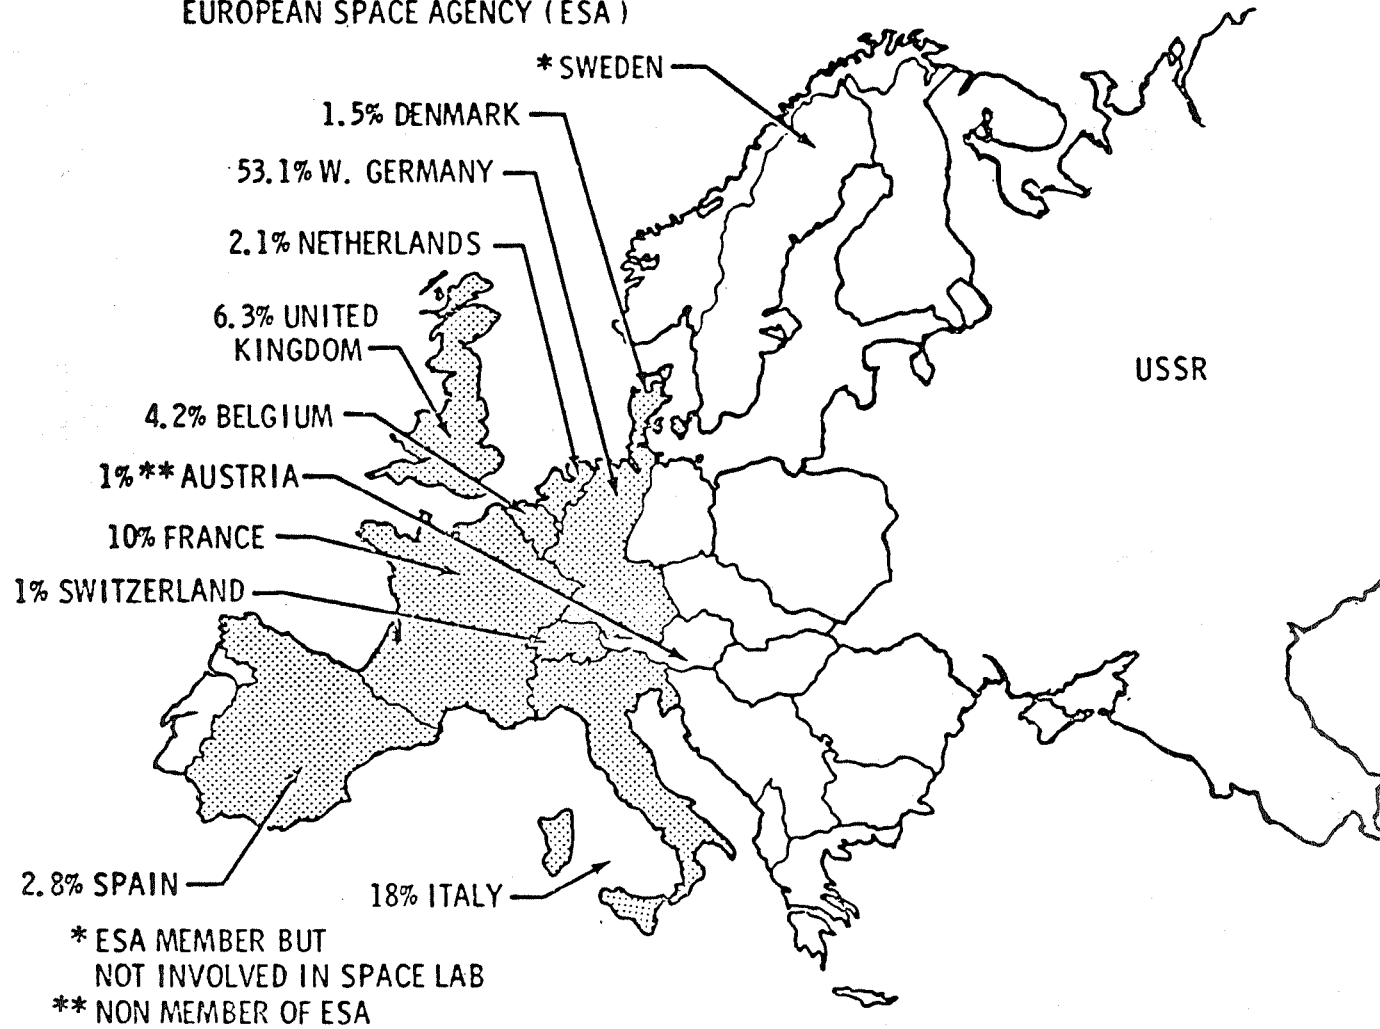 EUROPEAN SPACE AGENCY (ESA)
* SWEDEN
1.5% DENMARK
53.1% W. GERMANY
2.1% NETHERLANDS
6.3% UNITED
KINGDOM
USSR
4.2% BELGIUM
1% ** AUSTRIA
10% FRANCE
1% SWITZERLAND
2.8% SPAIN
18% ITALY
* ESA MEMBER BUT
NOT INVOLVED IN SPACE LAB
** NON MEMBER OF ESA